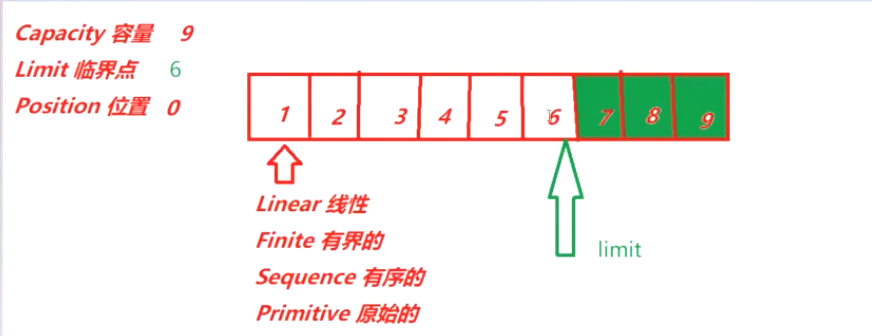 Capacity 容量 9
Limit 临界点 6
Position 位置 0
1 2 3 4 5 6 7 8 9
Linear 线性
Finite 有界的
limit
Sequence 有序的
Primitive 原始的